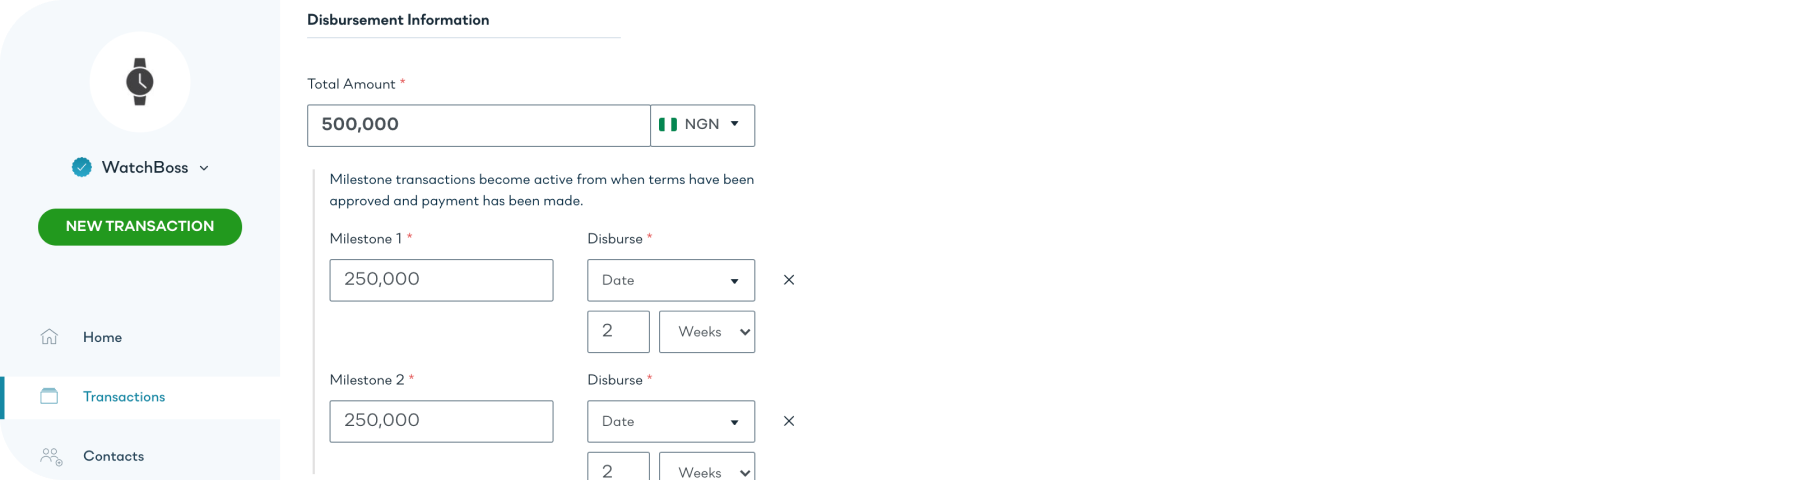 Disbursement Information
Total Amount *
500,000
NGN
WatchBoss
NEW TRANSACTION
Home
Transactions
Contacts
Milestone transactions become active from when terms have been
approved and payment has been made.
Milestone 1 * Disburse *
250,000 Date
2 Weeks
Milestone 2 * Disburse *
250,000 Date
2 Weeks